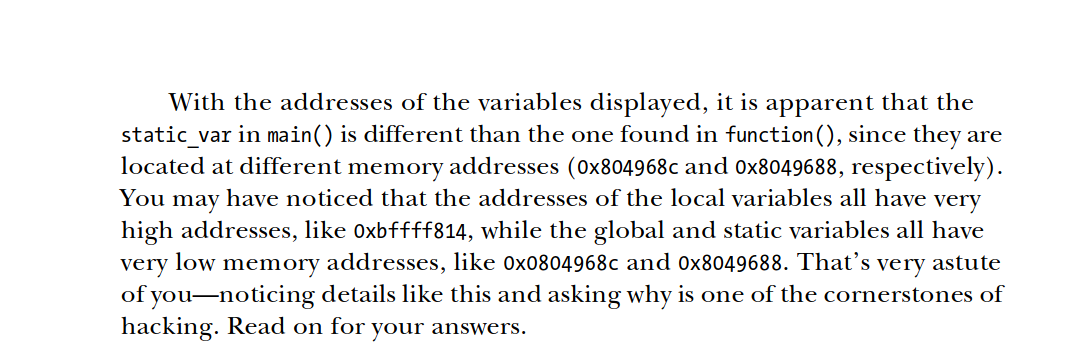 With the addresses of the variables displayed, it is apparent that the
static_var in main() is different than the one found in function(), since they are
located at different memory addresses (0x804968c and 0x8049688, respectively).
You may have noticed that the addresses of the local variables all have very
high addresses, like 0xbffff814, while the global and static variables all have
very low memory addresses, like 0x0804968c and 0x8049688. That’s very astute
of you—noticing details like this and asking why is one of the cornerstones of
hacking. Read on for your answers.